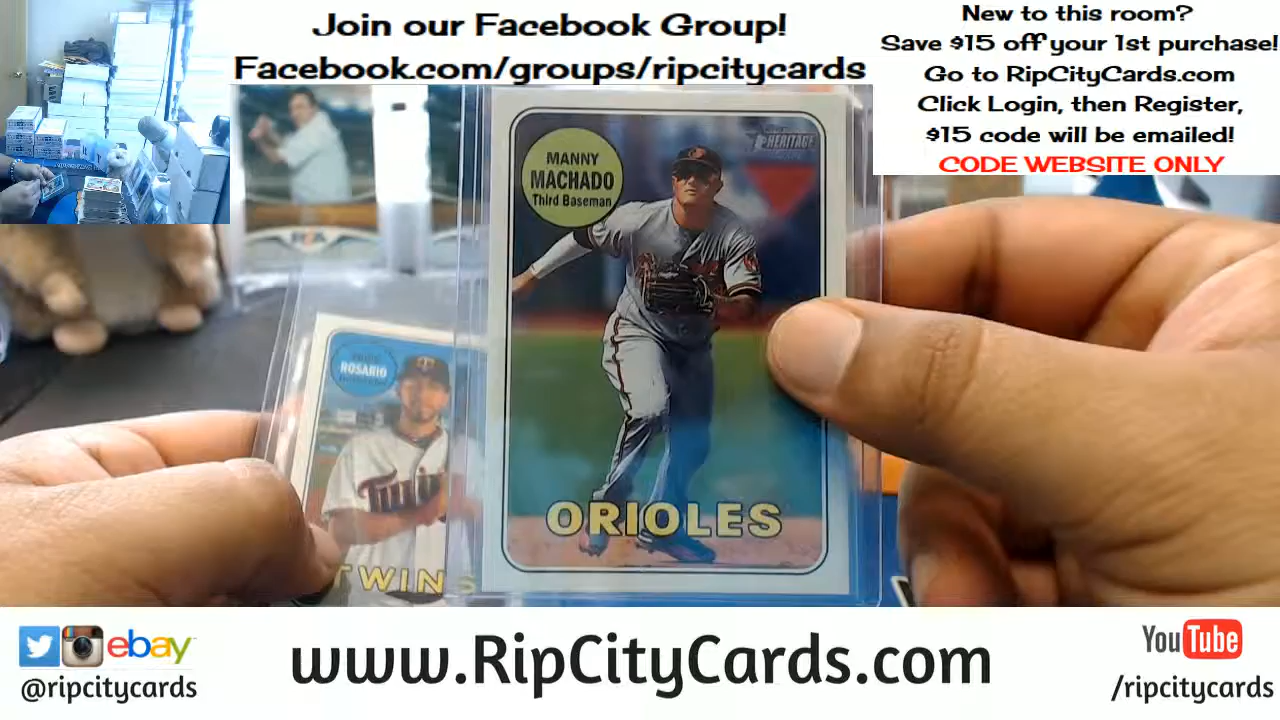 Join our Facebook Group!
Facebook.com/groups/ripcitycards
New to this room?
Save $15 off your 1st purchase!
Go to RipCityCards.com
Click Login, then Register,
$15 code will be emailed!
CODE WEBSITE ONLY
MANNY
MACHADO
Third Baseman
HERITAGE
ORIOLES
ROSARIO
Twins
TWINS
ebay
@ripcitycards
www.RipCityCards.com
YouTube
/ripcitycards